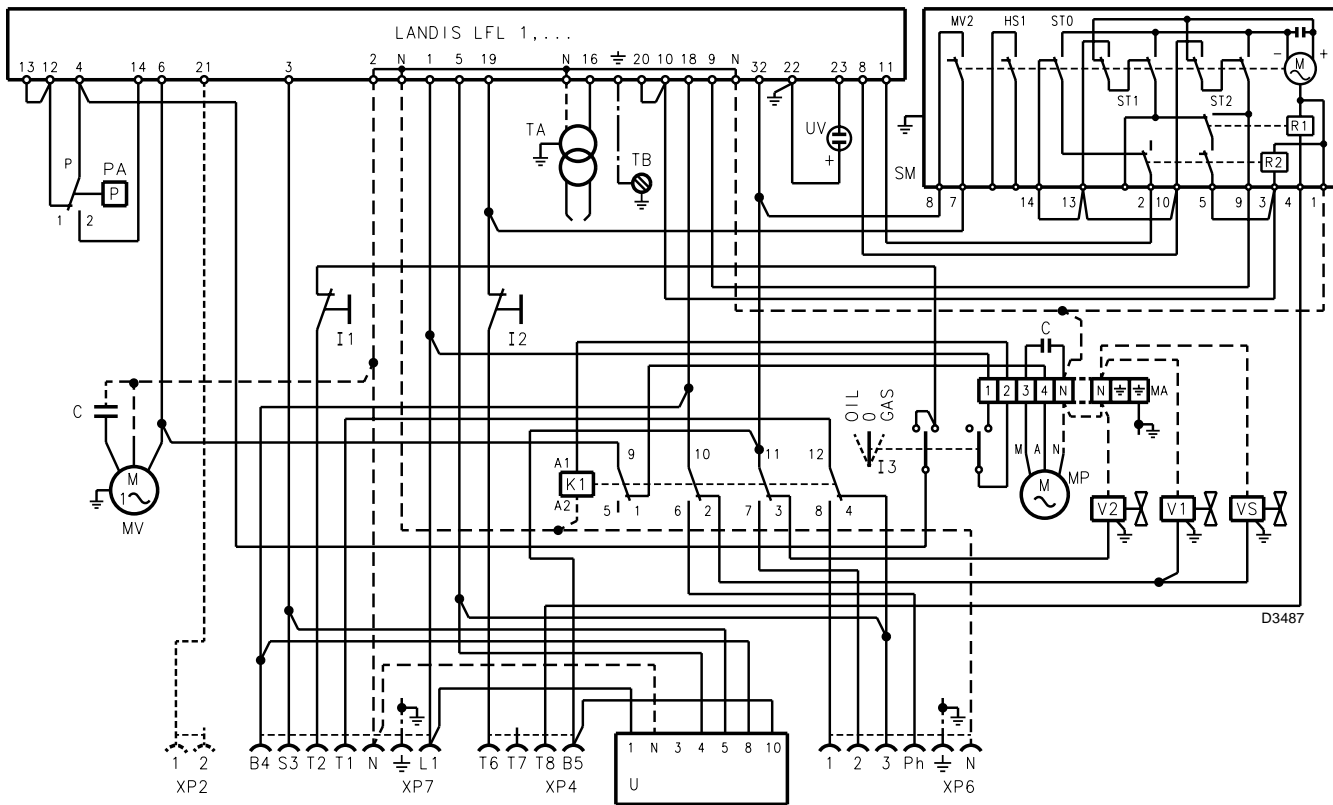 LANDIS LFL 1,...
13 12 4 14 6 21 3 2 N 1 5 19 N 16 20 10 18 9 N 32 22 23 8 11
MV2 HS1 ST0
- M +
ST1 ST2
R1
R2
SM
8 7 14 13 2 10 5 9 3 4 1
TA
TB
UV
+
P
PA
P
1 2
I1
I2
C
C
1 2 3 4 N N MA
OIL
0
GAS
I3
M A N
M
MP
M
1
MV
A1
K1
A2
9 10 11 12
5 1 6 2 7 3 8 4
V2 V1 VS
D3487
1 2
XP2
B4 S3 T2 T1 N L1
XP7
T6 T7 T8 B5
XP4
1 N 3 4 5 8 10
U
1 2 3 Ph N
XP6